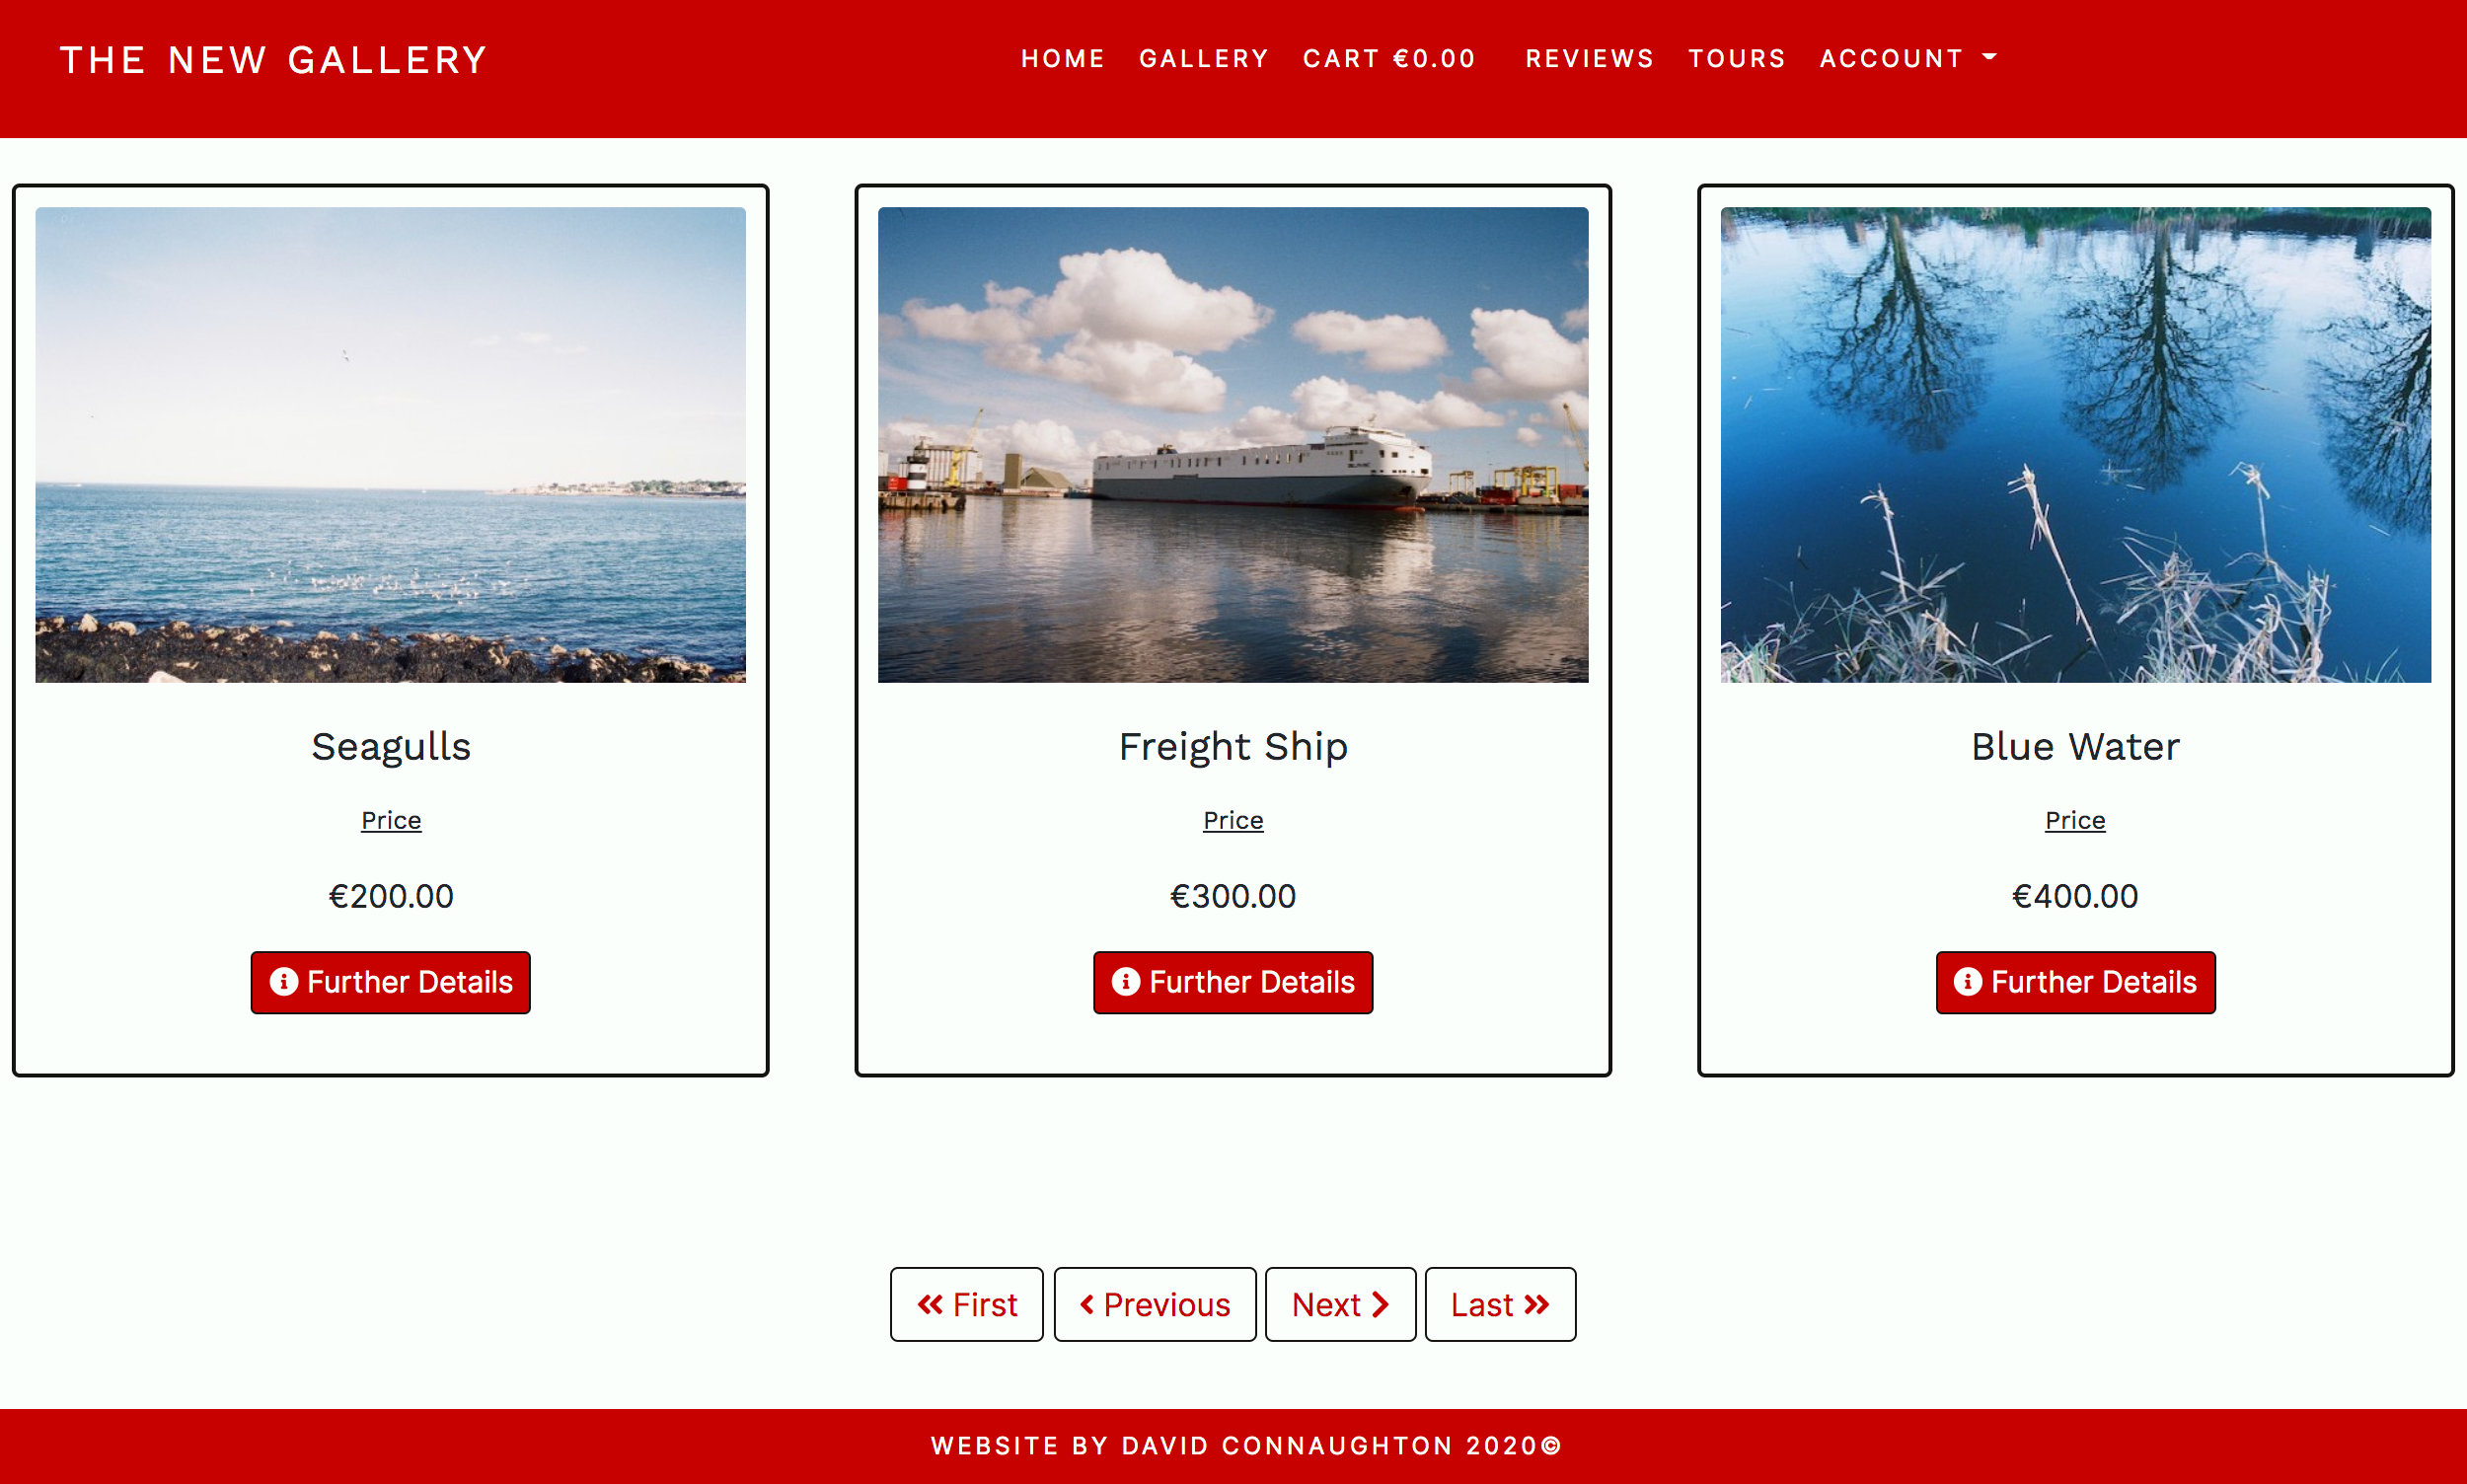 THE NEW GALLERY
HOME GALLERY CART €0.00 REVIEWS TOURS ACCOUNT
Seagulls
Price
€200.00
Further Details
Freight Ship
Price
€300.00
Further Details
Blue Water
Price
€400.00
Further Details
First Previous Next Last
WEBSITE BY DAVID CONNAUGHTON 2020©